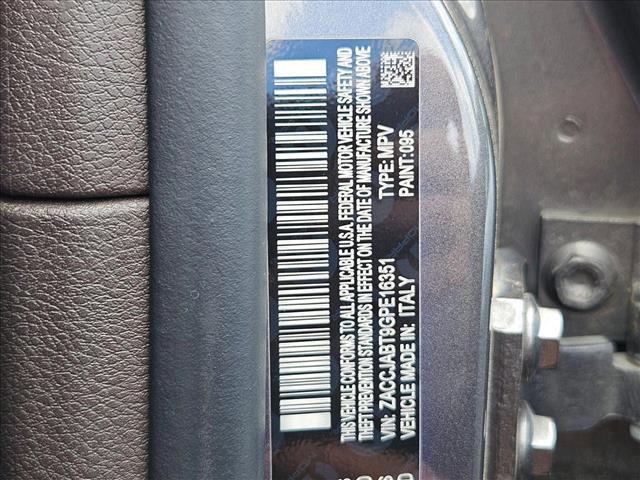 THIS VEHICLE CONFORMS TO ALL APPLICABLE U.S.A. FEDERAL MOTOR VEHICLE SAFETY AND
THEFT PREVENTION STANDARDS IN EFFECT ON THE DATE OF MANUFACTURE SHOWN ABOVE
VIN: ZACCJABT9GPE16351 TYPE: MPV
VEHICLE MADE IN: ITALY PAINT: 095